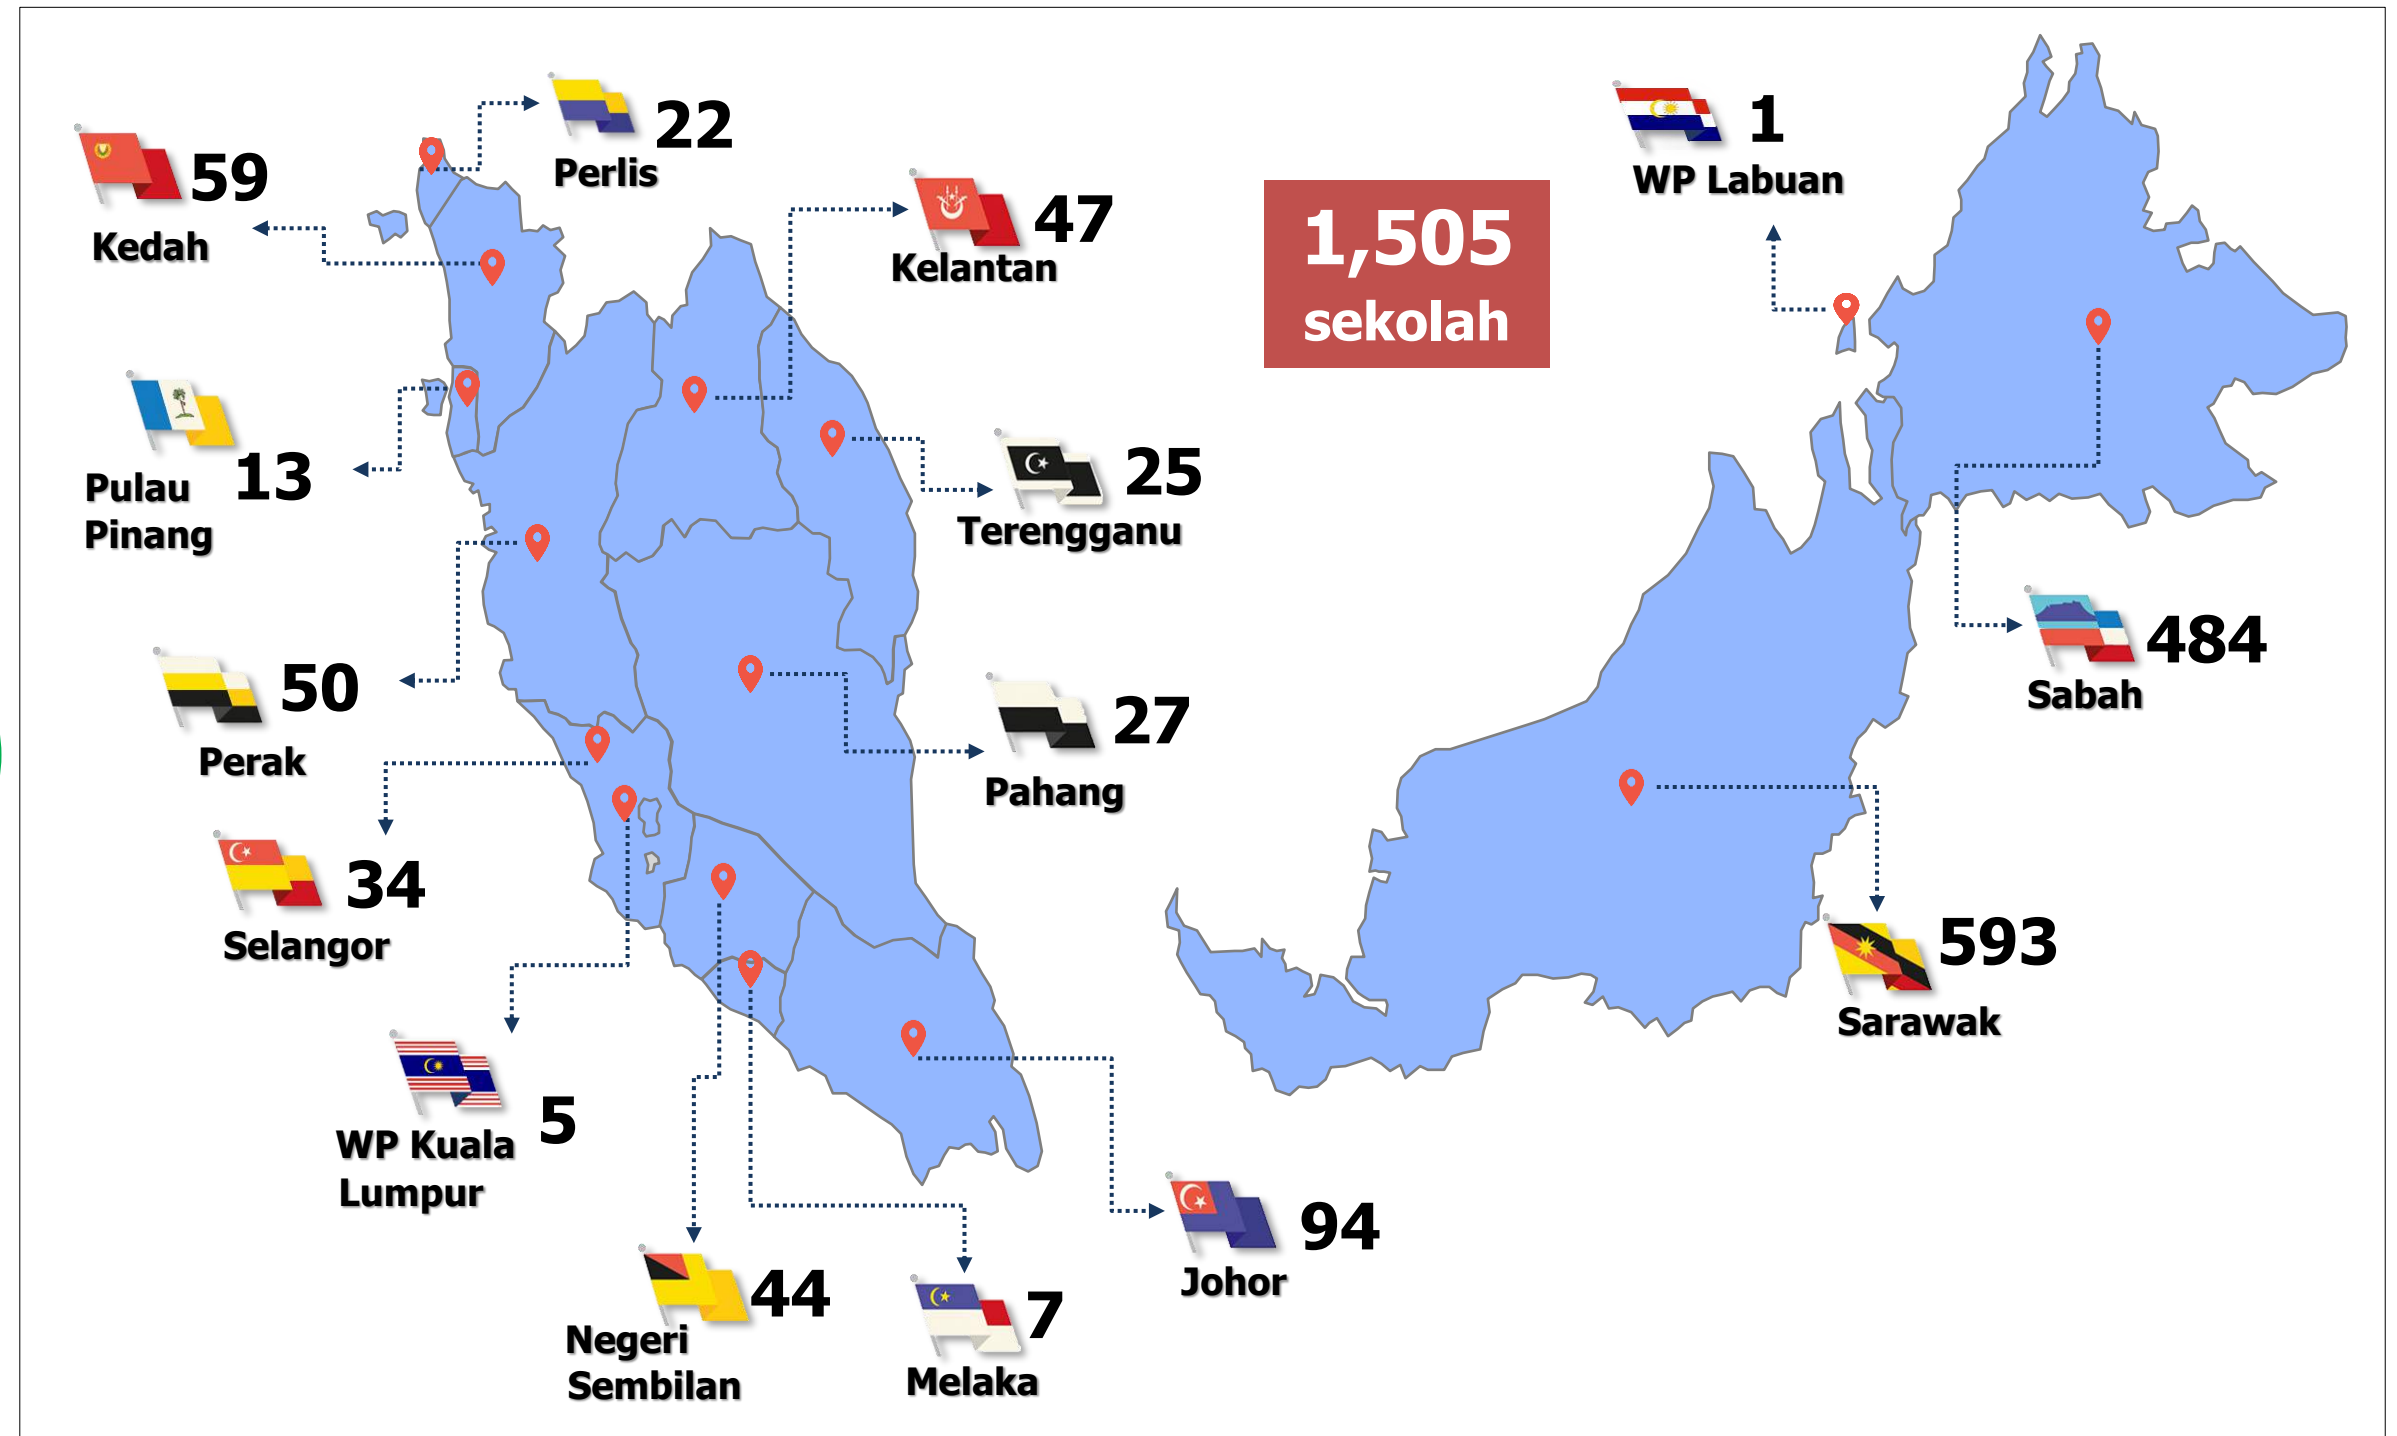 22
Perlis
59
Kedah
47
Kelantan
1,505
sekolah
1
WP Labuan
13
Pulau
Pinang
25
Terengganu
50
Perak
27
Pahang
484
Sabah
34
Selangor
593
Sarawak
5
WP Kuala
Lumpur
44
Negeri
Sembilan
7
Melaka
94
Johor